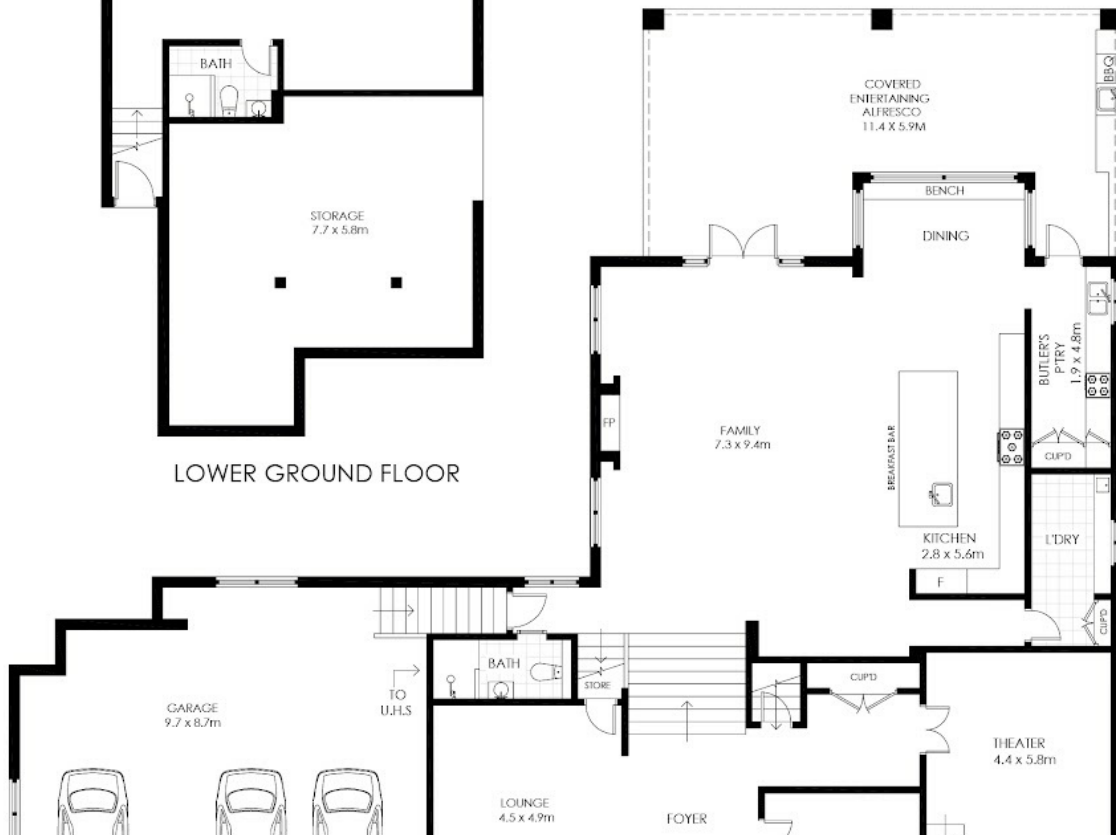 BATH
STORAGE
7.7 x 5.8m
LOWER GROUND FLOOR
COVERED
ENTERTAINING
ALFRESCO
11.4 X 5.9M
BBQ
BENCH
DINING
BUTLER'S
P'TRY
1.9 x 4.8m
CUP'D
FP
FAMILY
7.3 x 9.4m
BREAKFAST BAR
KITCHEN
2.8 x 5.6m
F
L'DRY
CUP'D
BATH
STORE
TO
U.H.S
GARAGE
9.7 x 8.7m
CUP'D
THEATER
4.4 x 5.8m
LOUNGE
4.5 x 4.9m
FOYER